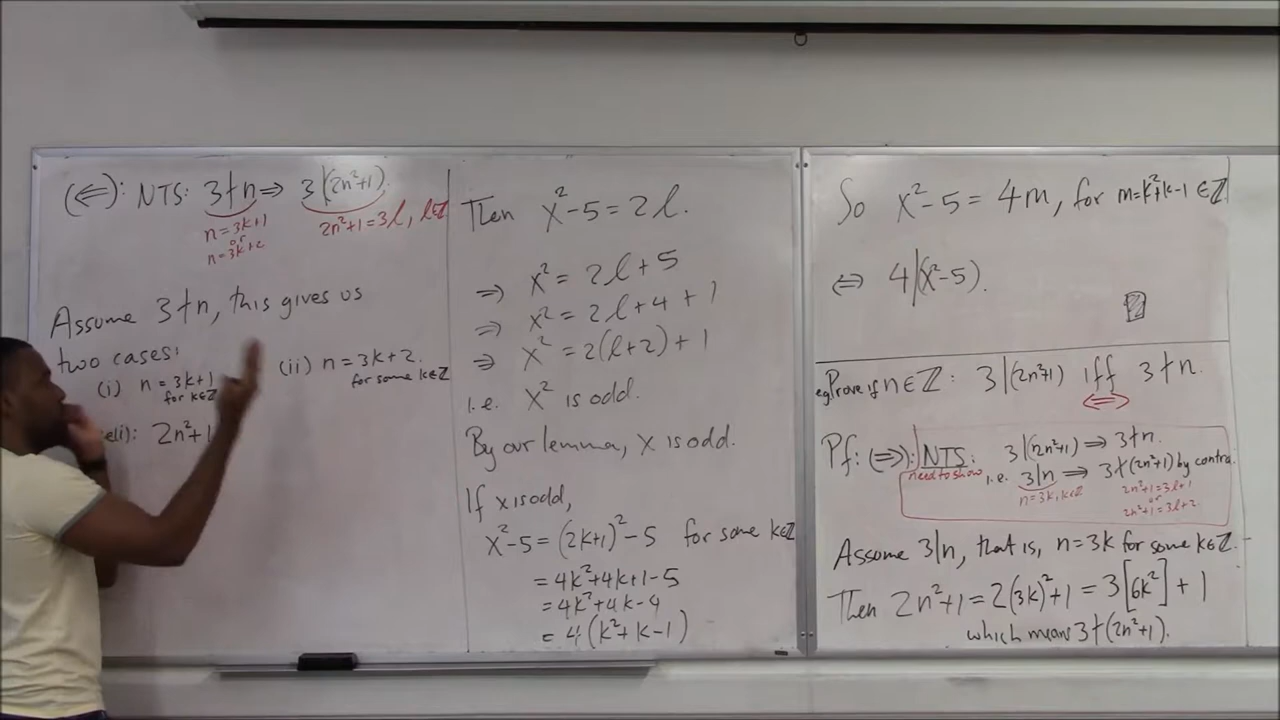 (⇐): NTS: 3∤n ⇒ 3|(2n²+1).
n=3k+1
or
n=3k+2
2n²+1=3l, l∈ℤ
Assume 3∤n, this gives us
two cases:
(i) n=3k+1
for k∈ℤ
(ii) n=3k+2.
for some k∈ℤ
2n²+1
Then x²-5=2l.
⇒ x²=2l+5
⇒ x²=2l+4+1
⇒ x²=2(l+2)+1
i.e. x² is odd.
By our lemma, x is odd.
If x is odd,
x²-5=(2k+1)²-5 for some k∈ℤ
=4k²+4k+1-5
=4k²+4k-4
=4(k²+k-1)
So x²-5=4m, for m=k²+k-1∈ℤ
⇔ 4|(x²-5).
eg Prove if n∈ℤ: 3|(2n²+1) iff 3∤n.
⇔
Pf: (⇒): NTS: 3|(2n²+1) ⇒ 3∤n.
need to show
i.e. 3|n ⇒ 3∤(2n²+1) by contra.
n=3k, k∈ℤ
2n²+1=3l+1
or
2n²+1=3l+2.
Assume 3|n, that is, n=3k for some k∈ℤ.
Then 2n²+1=2(3k)²+1=3[6k²]+1
which mean 3∤(2n²+1).